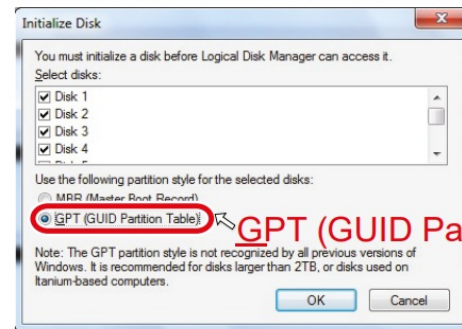 Initialize Disk
You must initialize a disk before Logical Disk Manager can access it.
Select disks:
Disk 1
Disk 2
Disk 3
Disk 4
Use the following partition style for the selected disks:
MBR (Master Boot Record)
GPT (GUID Partition Table)
GPT (GUID Pa
Note: The GPT partition style is not recognized by all previous versions of
Windows. It is recommended for disks larger than 2TB, or disks used on
Itanium-based computers.
OK
Cancel